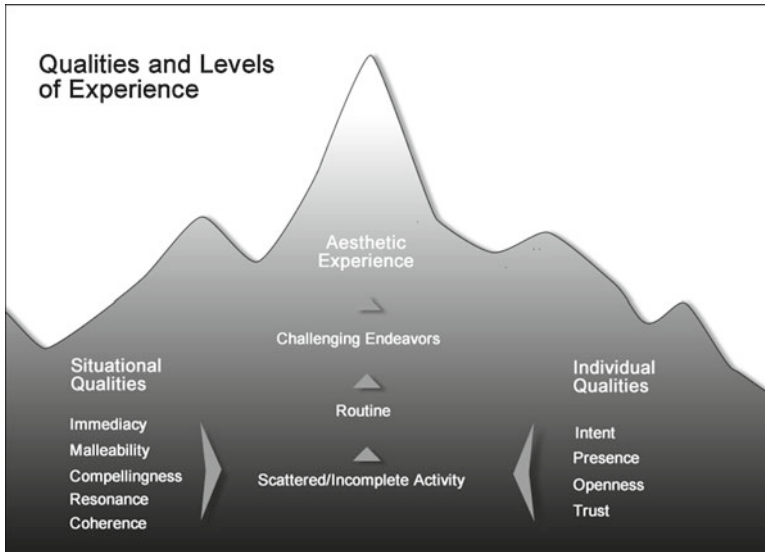 Qualities and Levels
of Experience
Aesthetic
Experience
Challenging Endeavors
Routine
Scattered/Incomplete Activity
Situational
Qualities
Immediacy
Malleability
Compellingness
Resonance
Coherence
Individual
Qualities
Intent
Presence
Openness
Trust